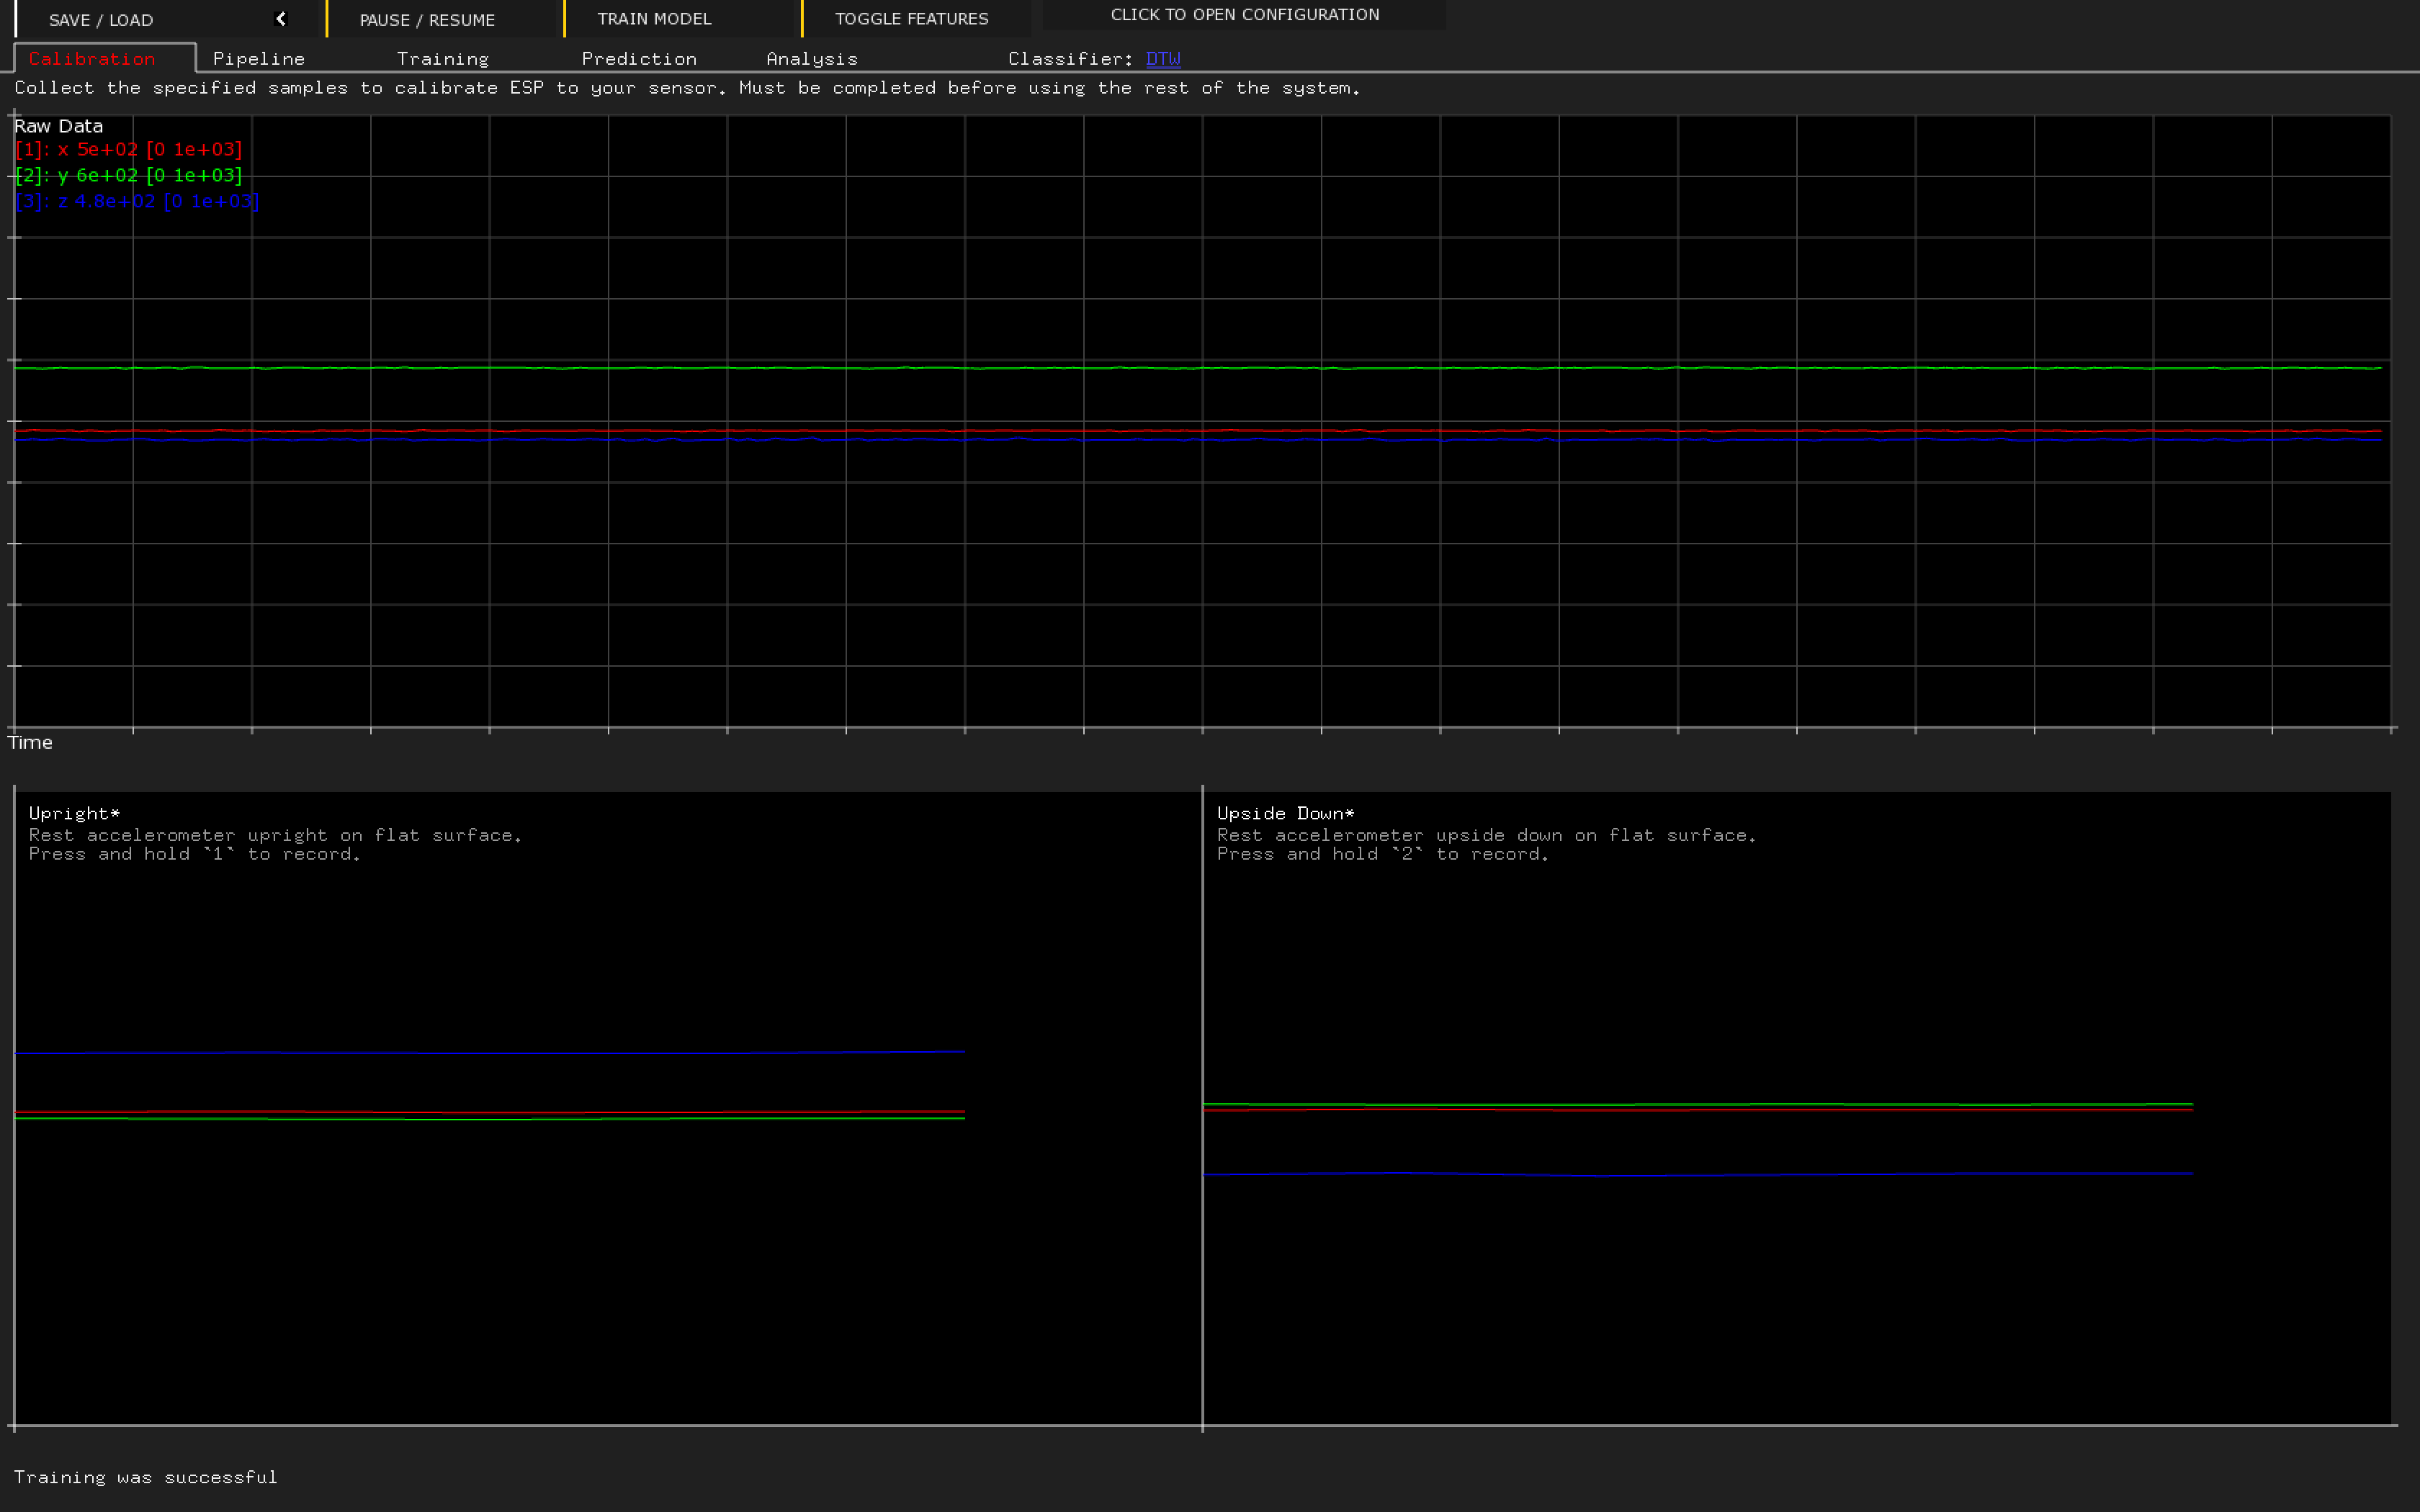 SAVE / LOAD < PAUSE / RESUME TRAIN MODEL TOGGLE FEATURES CLICK TO OPEN CONFIGURATION
Calibration Pipeline Training Prediction Analysis Classifier: DTW
Collect the specified samples to calibrate ESP to your sensor. Must be completed before using the rest of the system.
Raw Data
[1]: x 5e+02 [0 1e+03]
[2]: y 6e+02 [0 1e+03]
[3]: z 4.8e+02 [0 1e+03]
Time
Upright*
Rest accelerometer upright on flat surface.
Press and hold `1` to record.
Upside Down*
Rest accelerometer upside down on flat surface.
Press and hold `2` to record.
Training was successful